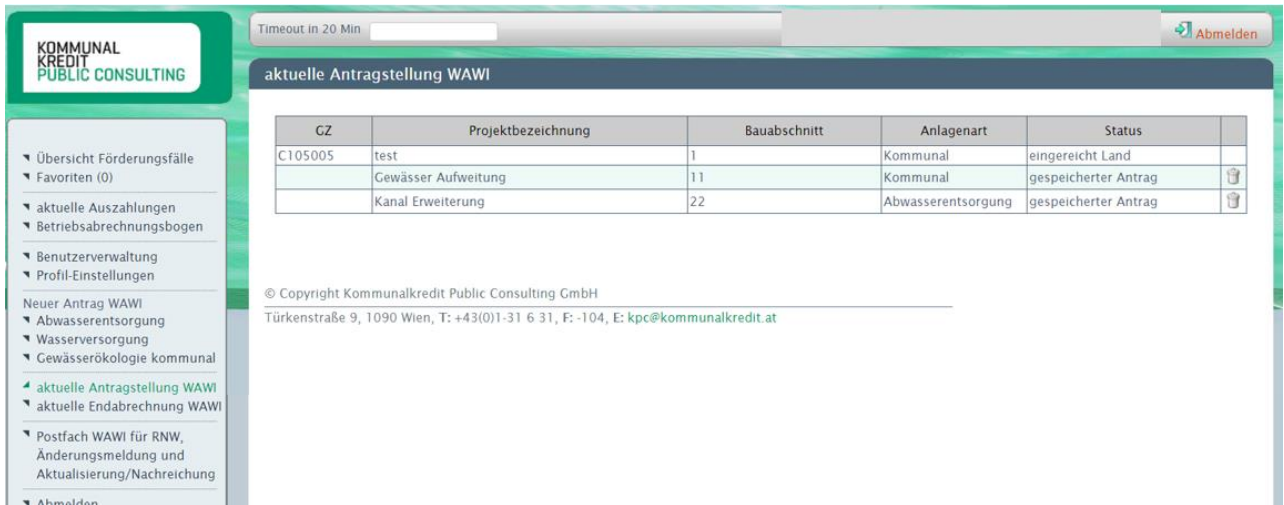 KOMMUNAL
KREDIT
PUBLIC CONSULTING
Timeout in 20 Min
Abmelden
aktuelle Antragstellung WAWI
Übersicht Förderungsfälle
Favoriten (0)
aktuelle Auszahlungen
Betriebsabrechnungsbogen
Benutzerverwaltung
Profil-Einstellungen
Neuer Antrag WAWI
Abwasserentsorgung
Wasserversorgung
Gewässerökologie kommunal
aktuelle Antragstellung WAWI
aktuelle Endabrechnung WAWI
Postfach WAWI für RNW,
Änderungsmeldung und
Aktualisierung/Nachreichung
Abmelden
GZ Projektbezeichnung Bauabschnitt Anlagenart Status
C105005 test 1 Kommunal eingereicht Land
Gewässer Aufweitung 11 Kommunal gespeicherter Antrag
Kanal Erweiterung 22 Abwasserentsorgung gespeicherter Antrag
© Copyright Kommunalkredit Public Consulting GmbH
Türkenstraße 9, 1090 Wien, T: +43(0)1-31 6 31, F: -104, E: kpc@kommunalkredit.at